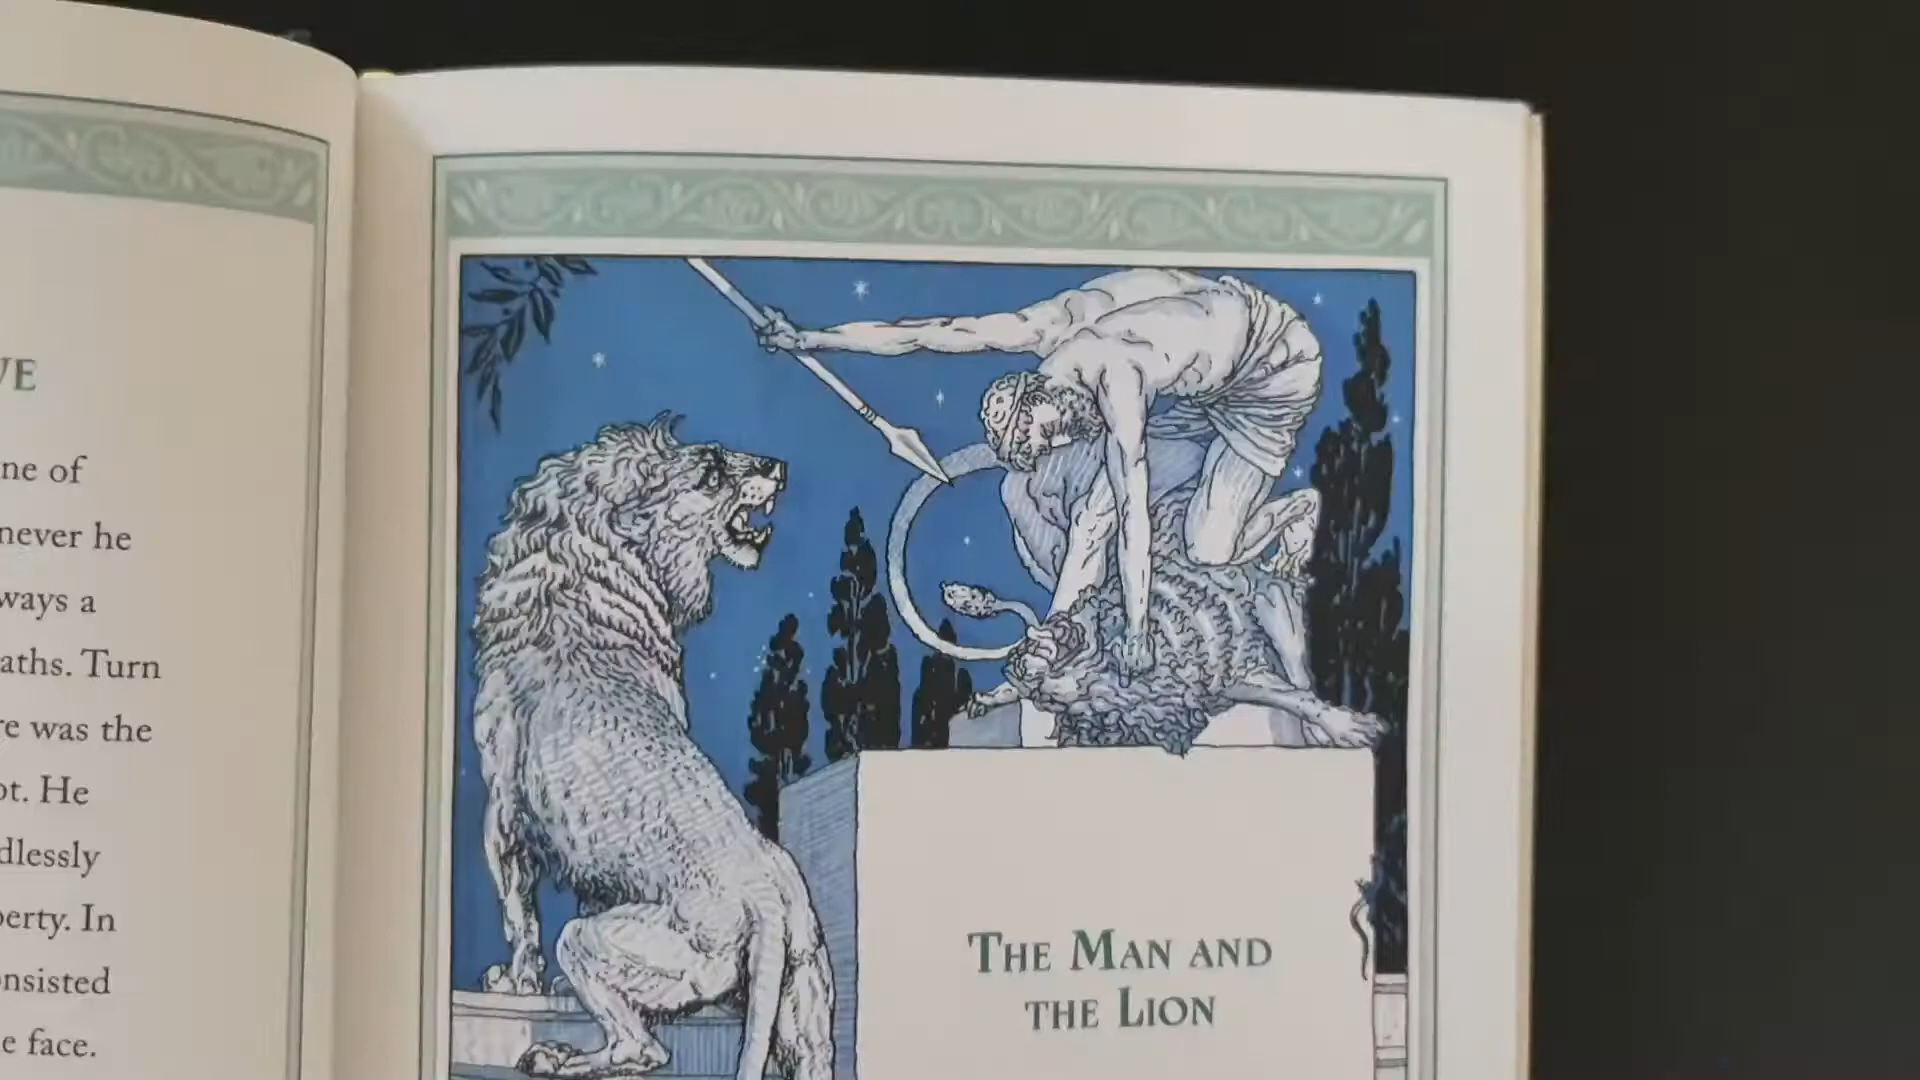 ne of
never he
ways a
aths. Turn
re was the
ot. He
dlessly
perty. In
nsisted
e face.
THE MAN AND
THE LION